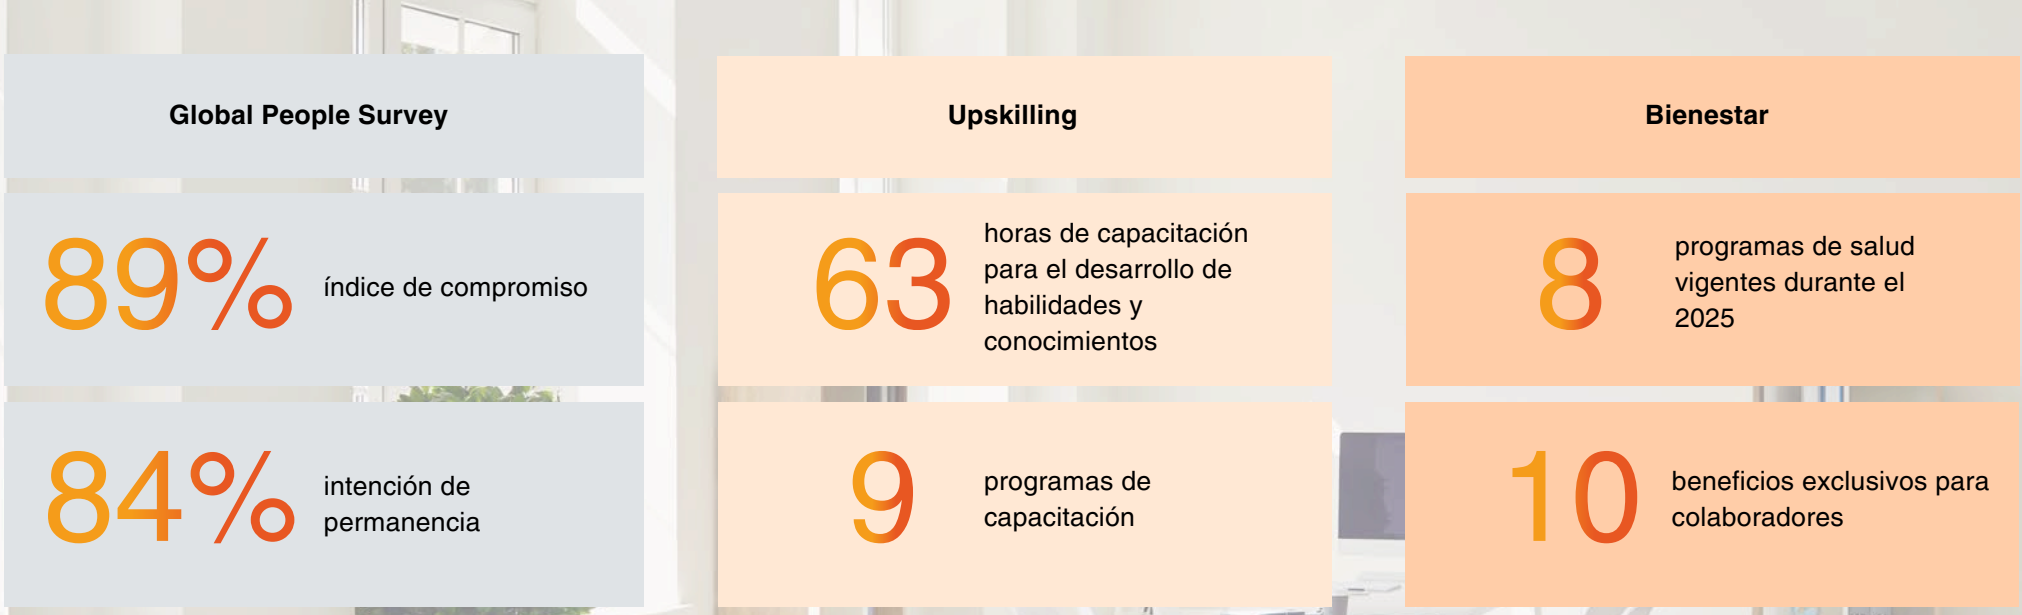 Global People Survey
89%
índice de compromiso
84%
intención de
permanencia
Upskilling
63
horas de capacitación
para el desarrollo de
habilidades y
conocimientos
9
programas de
capacitación
Bienestar
8
programas de salud
vigentes durante el
2025
10
beneficios exclusivos para
colaboradores